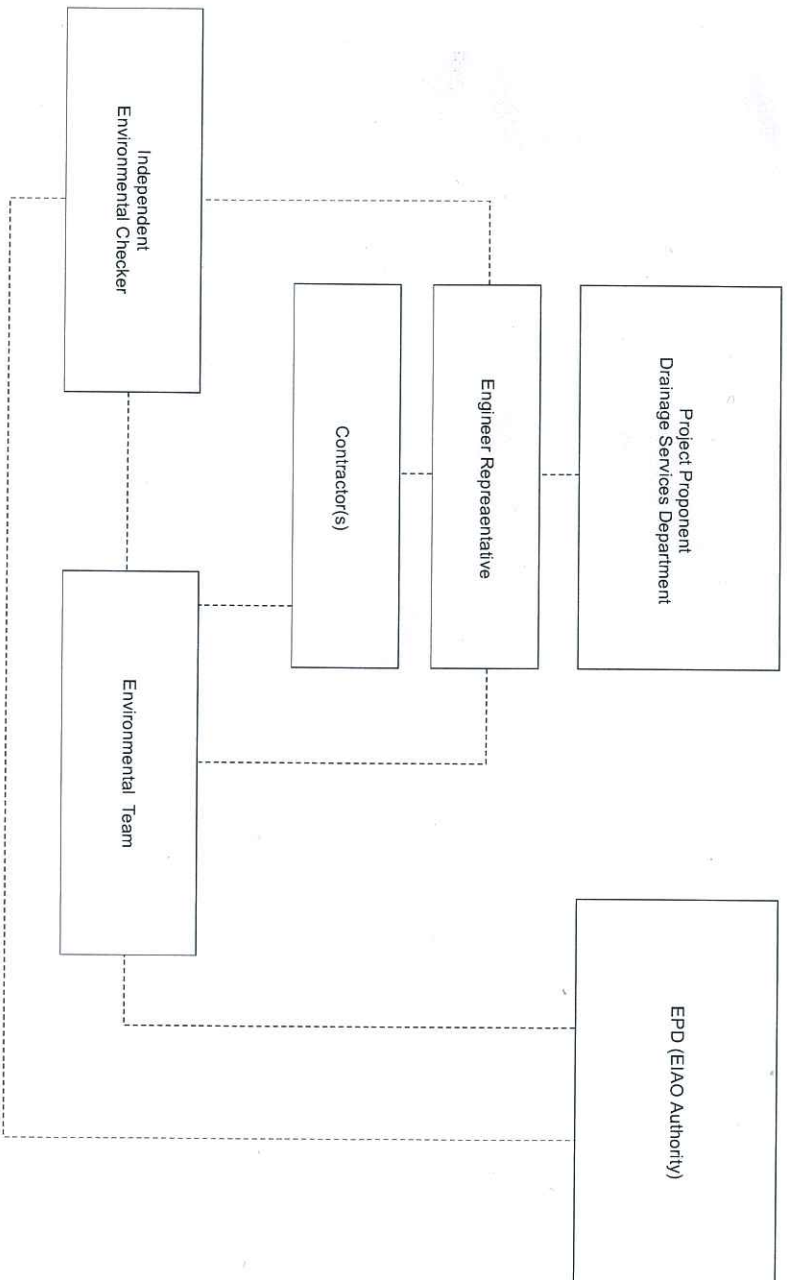 Project Proponent
Drainage Services Department
EPD (EIAO Authority)
Engineer Repreaentative
Contractor(s)
Independent
Environmental Checker
Environmental Team